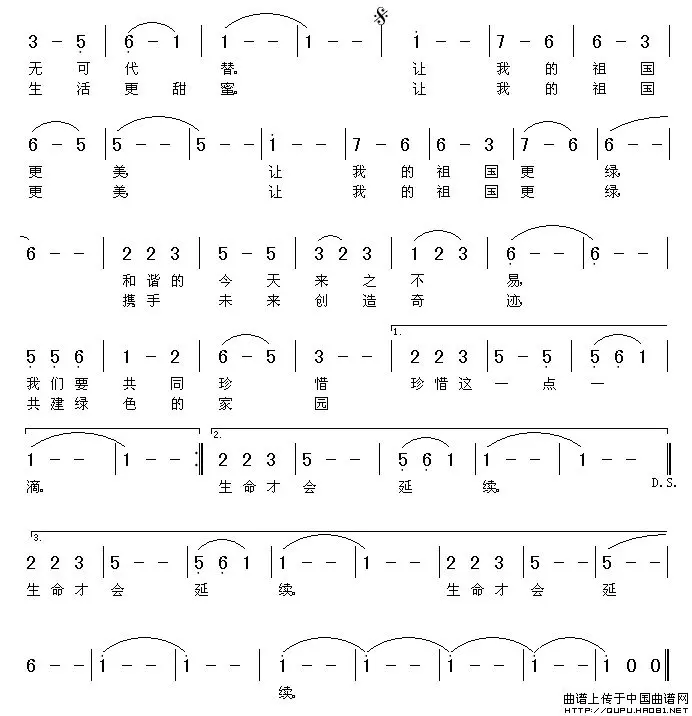 3 – 5 | 6 – 1 | 1 – – | 1 – – | 1 – – | 7 – 6 | 6 – 3
无 可 代 替。 让 我 的 祖 国
生 活 更 甜 蜜。 让 我 的 祖 国
6 – 5 | 5 – – | 5 – – | 1 – – | 7 – 6 | 6 – 3 | 7 – 6 | 6 – – |
更 美, 让 我 的 祖 国 更 绿,
更 美, 让 我 的 祖 国 更 绿,
6 – – | 2 2 3 | 5 – 5 | 3 2 3 | 1 2 3 | 6 – – | 6 – – |
和 谐 的 今 天 来 之 不 易,
携 手 未 来 创 造 奇 迹,
1.
5 5 6 | 1 – 2 | 6 – 5 | 3 – – | 2 2 3 | 5 – 5 | 5 6 1 |
我 们 要 共 同 珍 惜 珍 惜 这 一 点 一
共 建 绿 色 的 家 园
2.
1 – – | 1 – – :‖ 2 2 3 | 5 – – | 5 6 1 | 1 – – | 1 – – ‖
滴。 生 命 才 会 延 续。 D.S.
3.
2 2 3 | 5 – – | 5 6 1 | 1 – – | 1 – – | 2 2 3 | 5 – – | 5 – – |
生 命 才 会 延 续。 生 命 才 会 延
6 – – | 1 – – | 1 – – | 1 – – | 1 – – | 1 – – | 1 – – | 1 0 0 ‖
续。
曲谱上传于中国曲谱网
HTTP://QUPU.HAO81.NET